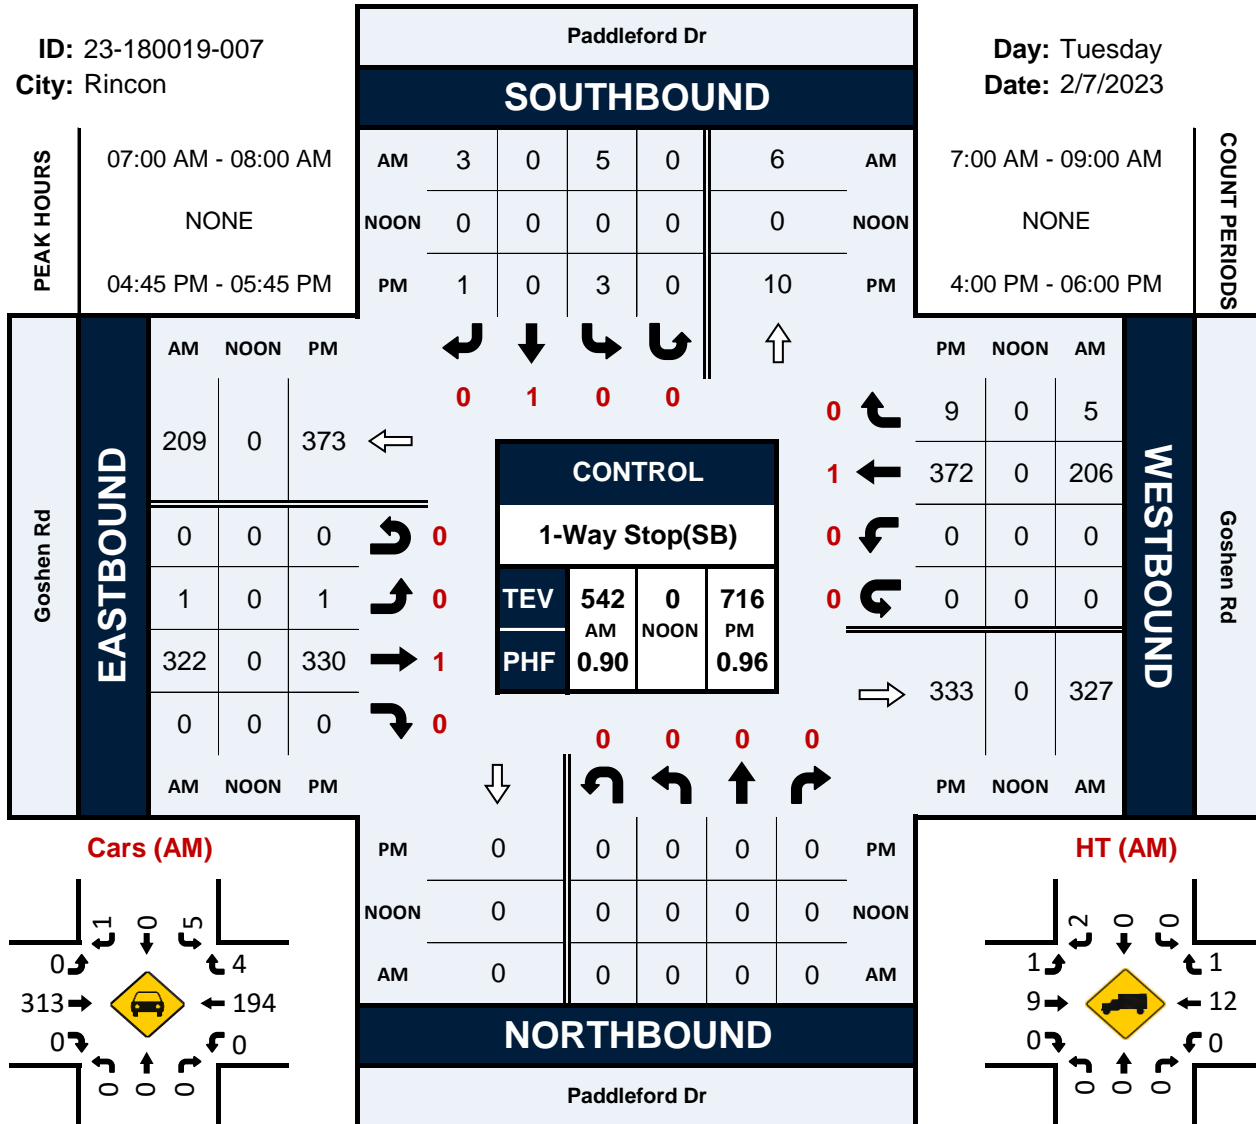 Paddleford Dr
ID: 23-180019-007
Day: Tuesday
City: Rincon
Date: 2/7/2023
SOUTHBOUND
PEAK HOURS
07:00 AM - 08:00 AM
AM 3 0 5 0 6 AM
7:00 AM - 09:00 AM
COUNT PERIODS
NONE
NOON 0 0 0 0 0 NOON
NONE
04:45 PM - 05:45 PM
PM 1 0 3 0 10 PM
4:00 PM - 06:00 PM
AM NOON PM
PM NOON AM
0 1 0 0
0 9 0 5
209 0 373
CONTROL
1 372 0 206
Goshen Rd
EASTBOUND
WESTBOUND
Goshen Rd
0 0 0 0
1-Way Stop(SB)
0 0 0 0
1 0 1 0
TEV 542 0 716
0 0 0 0
AM NOON PM
322 0 330 1
PHF 0.90 0.96
333 0 327
0 0 0 0
0 0 0 0
AM NOON PM
PM NOON AM
Cars (AM)
PM 0 0 0 0 0 PM
HT (AM)
NOON 0 0 0 0 0 NOON
AM 0 0 0 0 0 AM
1 0 5
0 4
313 194
0 0
0 0 0
2 0 0
1 1
9 12
0 0
0 0 0
NORTHBOUND
Paddleford Dr